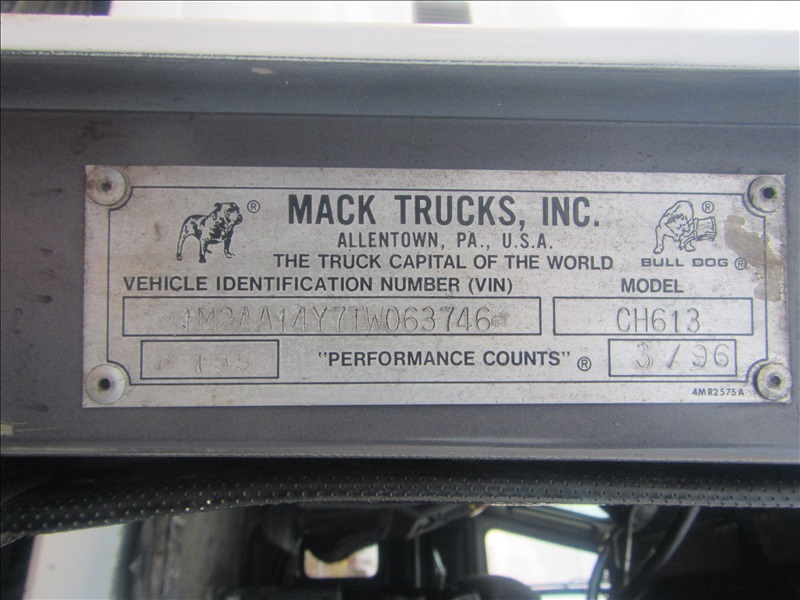 MACK TRUCKS, INC.
ALLENTOWN, PA., U.S.A.
THE TRUCK CAPITAL OF THE WORLD
BULL DOG ®
VEHICLE IDENTIFICATION NUMBER (VIN)
MODEL
1M2AA14Y7TW063746
CH613
"PERFORMANCE COUNTS" ®
3/96
4MR2575A